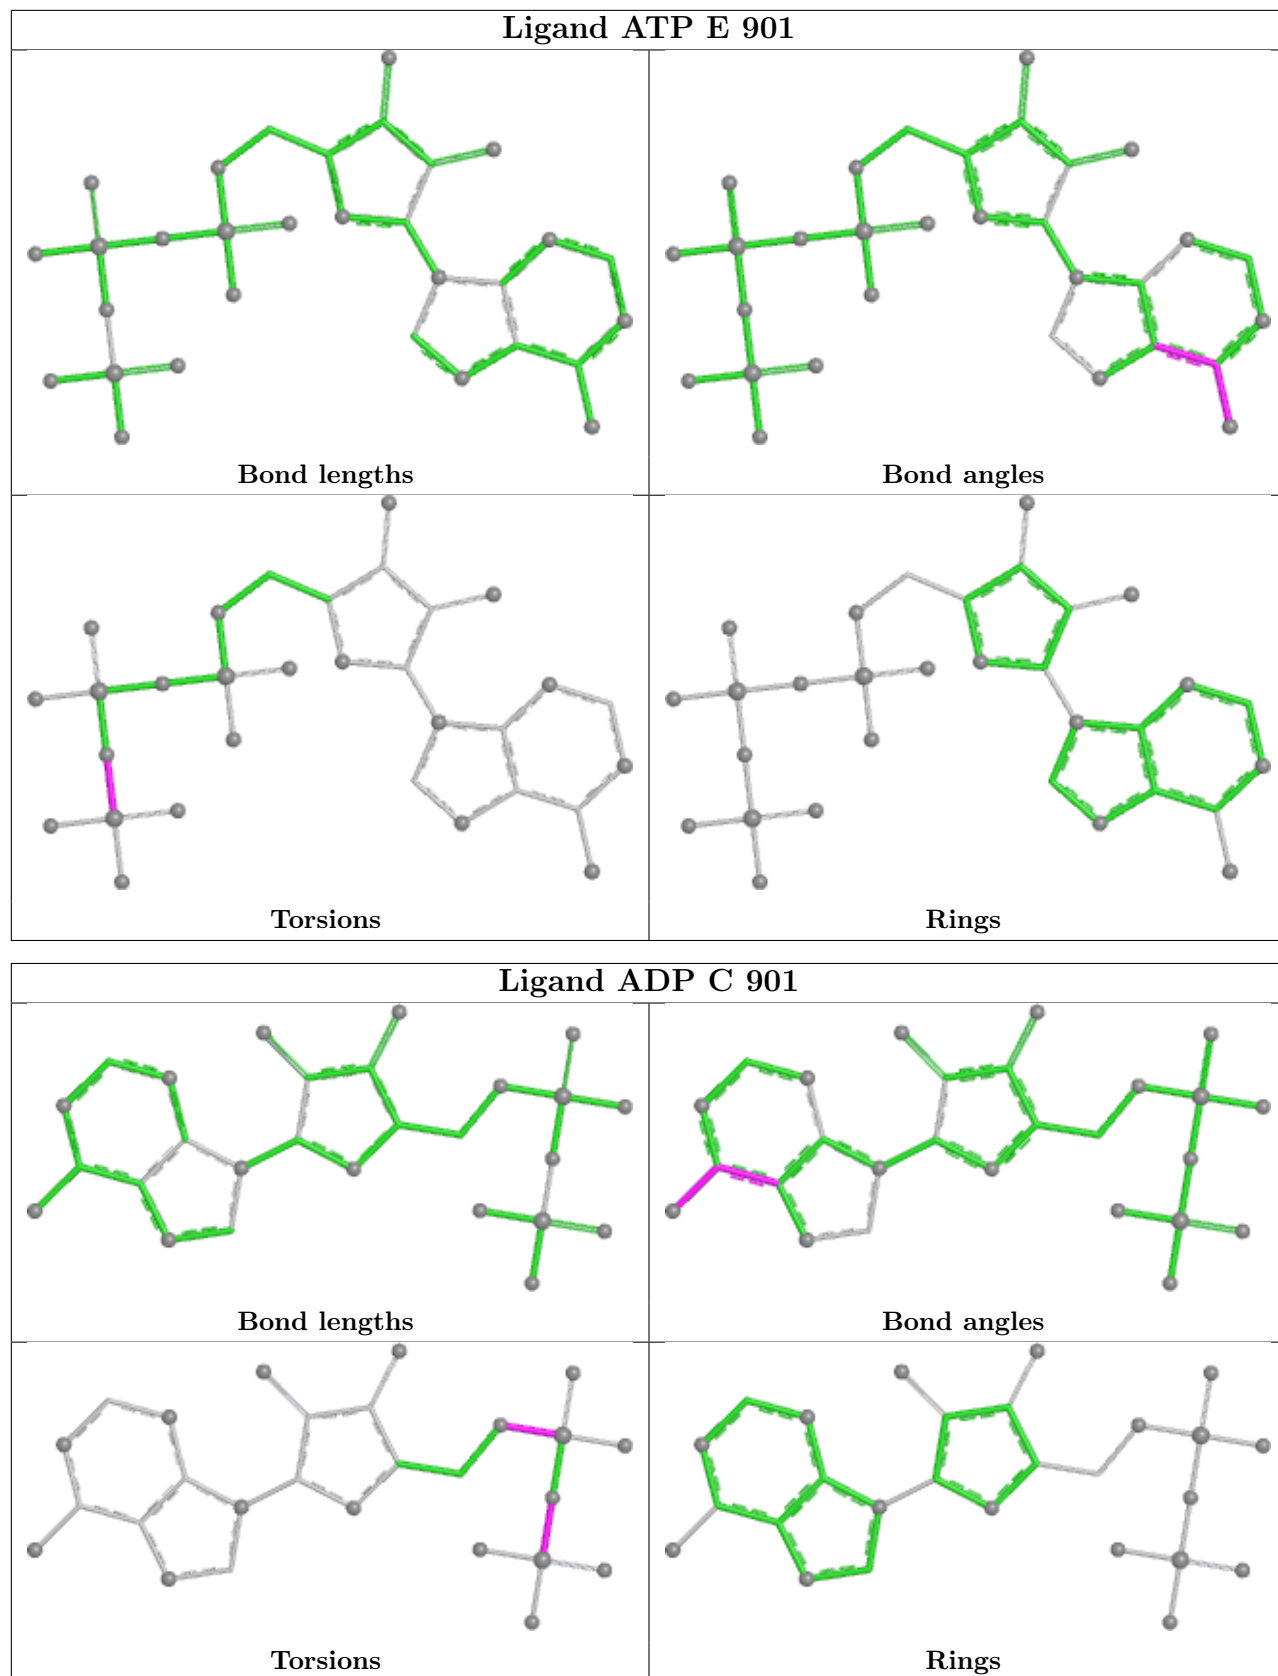 Ligand ATP E 901
Bond lengths
Bond angles
Torsions
Rings
Ligand ADP C 901
Bond lengths
Bond angles
Torsions
Rings